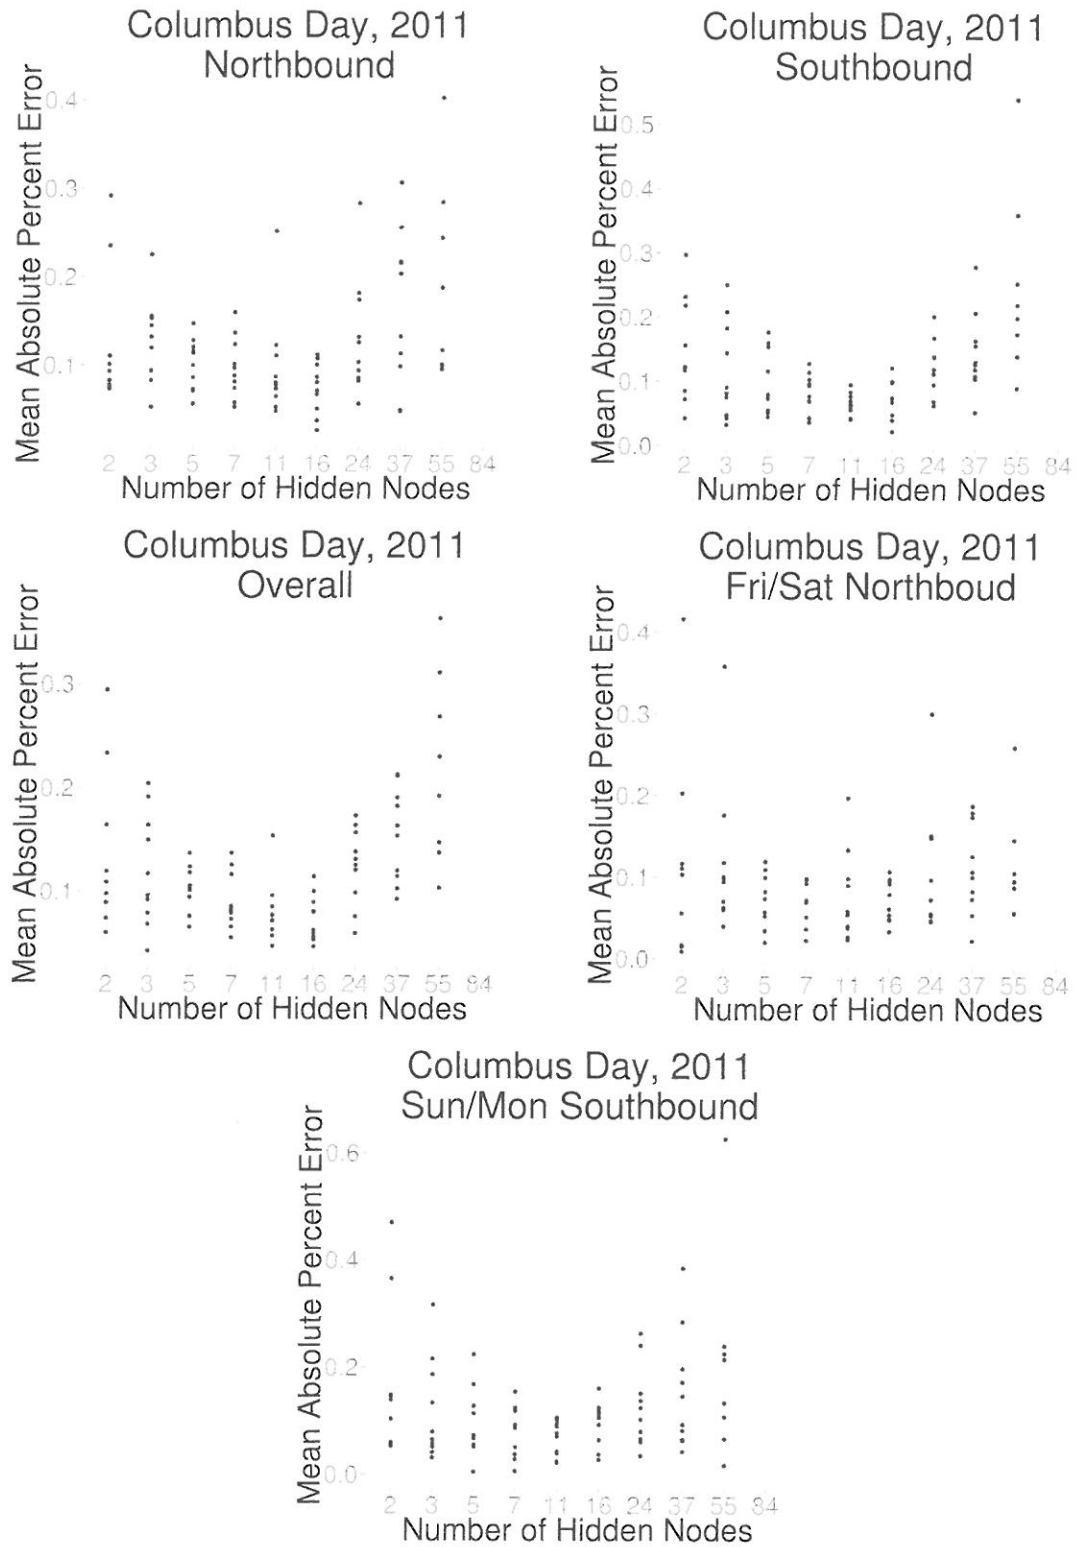 Columbus Day, 2011
Northbound
Mean Absolute Percent Error
0.4
0.3
0.2
0.1
2 3 5 7 11 16 24 37 55 84
Number of Hidden Nodes
Columbus Day, 2011
Southbound
Mean Absolute Percent Error
0.5
0.4
0.3
0.2
0.1
0.0
2 3 5 7 11 16 24 37 55 84
Number of Hidden Nodes
Columbus Day, 2011
Overall
Mean Absolute Percent Error
0.3
0.2
0.1
2 3 5 7 11 16 24 37 55 84
Number of Hidden Nodes
Columbus Day, 2011
Fri/Sat Northboud
Mean Absolute Percent Error
0.4
0.3
0.2
0.1
0.0
2 3 5 7 11 16 24 37 55 84
Number of Hidden Nodes
Columbus Day, 2011
Sun/Mon Southbound
Mean Absolute Percent Error
0.6
0.4
0.2
0.0
2 3 5 7 11 16 24 37 55 84
Number of Hidden Nodes